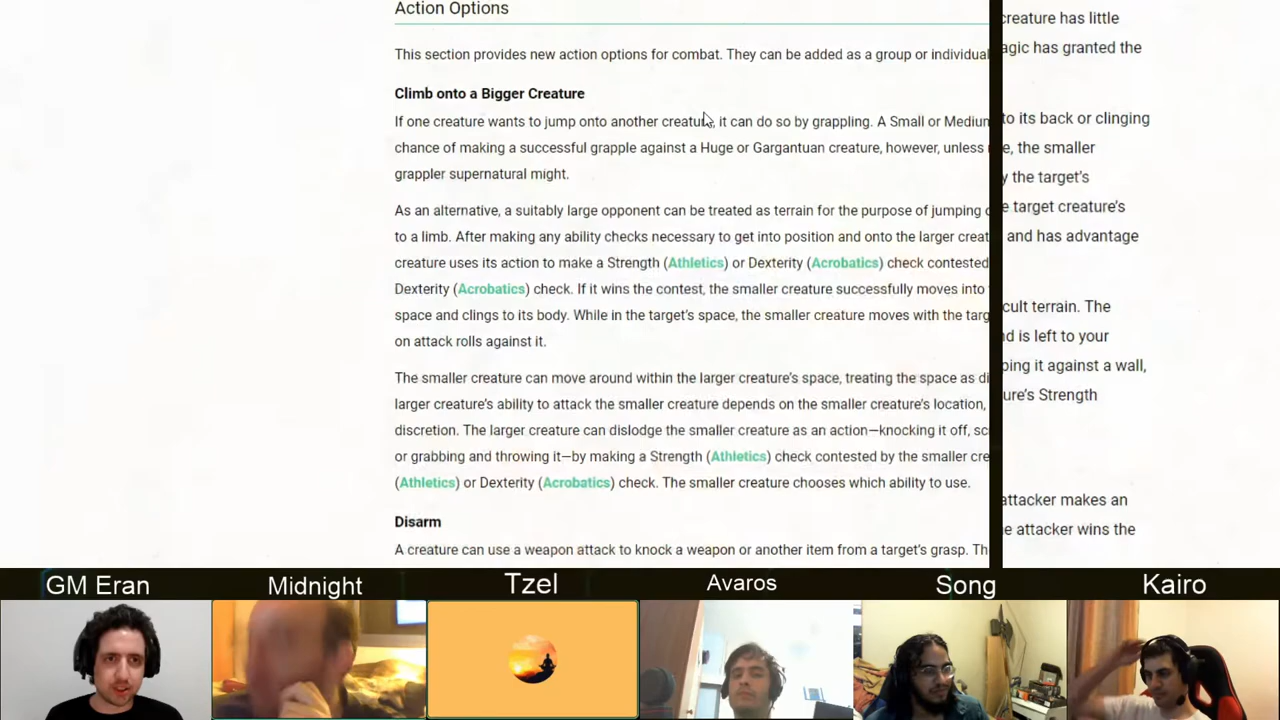 Action Options
This section provides new action options for combat. They can be added as a group or individual
Climb onto a Bigger Creature
If one creature wants to jump onto another creature, it can do so by grappling. A Small or Medium
chance of making a successful grapple against a Huge or Gargantuan creature, however, unless
grappler supernatural might.
As an alternative, a suitably large opponent can be treated as terrain for the purpose of jumping
to a limb. After making any ability checks necessary to get into position and onto the larger creat
creature uses its action to make a Strength (Athletics) or Dexterity (Acrobatics) check contested
Dexterity (Acrobatics) check. If it wins the contest, the smaller creature successfully moves into
space and clings to its body. While in the target's space, the smaller creature moves with the targ
on attack rolls against it.
The smaller creature can move around within the larger creature's space, treating the space as di
larger creature's ability to attack the smaller creature depends on the smaller creature's location,
discretion. The larger creature can dislodge the smaller creature as an action—knocking it off, sc
or grabbing and throwing it—by making a Strength (Athletics) check contested by the smaller cre
(Athletics) or Dexterity (Acrobatics) check. The smaller creature chooses which ability to use.
Disarm
A creature can use a weapon attack to knock a weapon or another item from a target's grasp. Th
creature has little
agic has granted the
to its back or clinging
e, the smaller
y the target's
e target creature's
and has advantage
cult terrain. The
nd is left to your
ping it against a wall,
ure's Strength
attacker makes an
e attacker wins the
GM Eran
Midnight
Tzel
Avaros
Song
Kairo